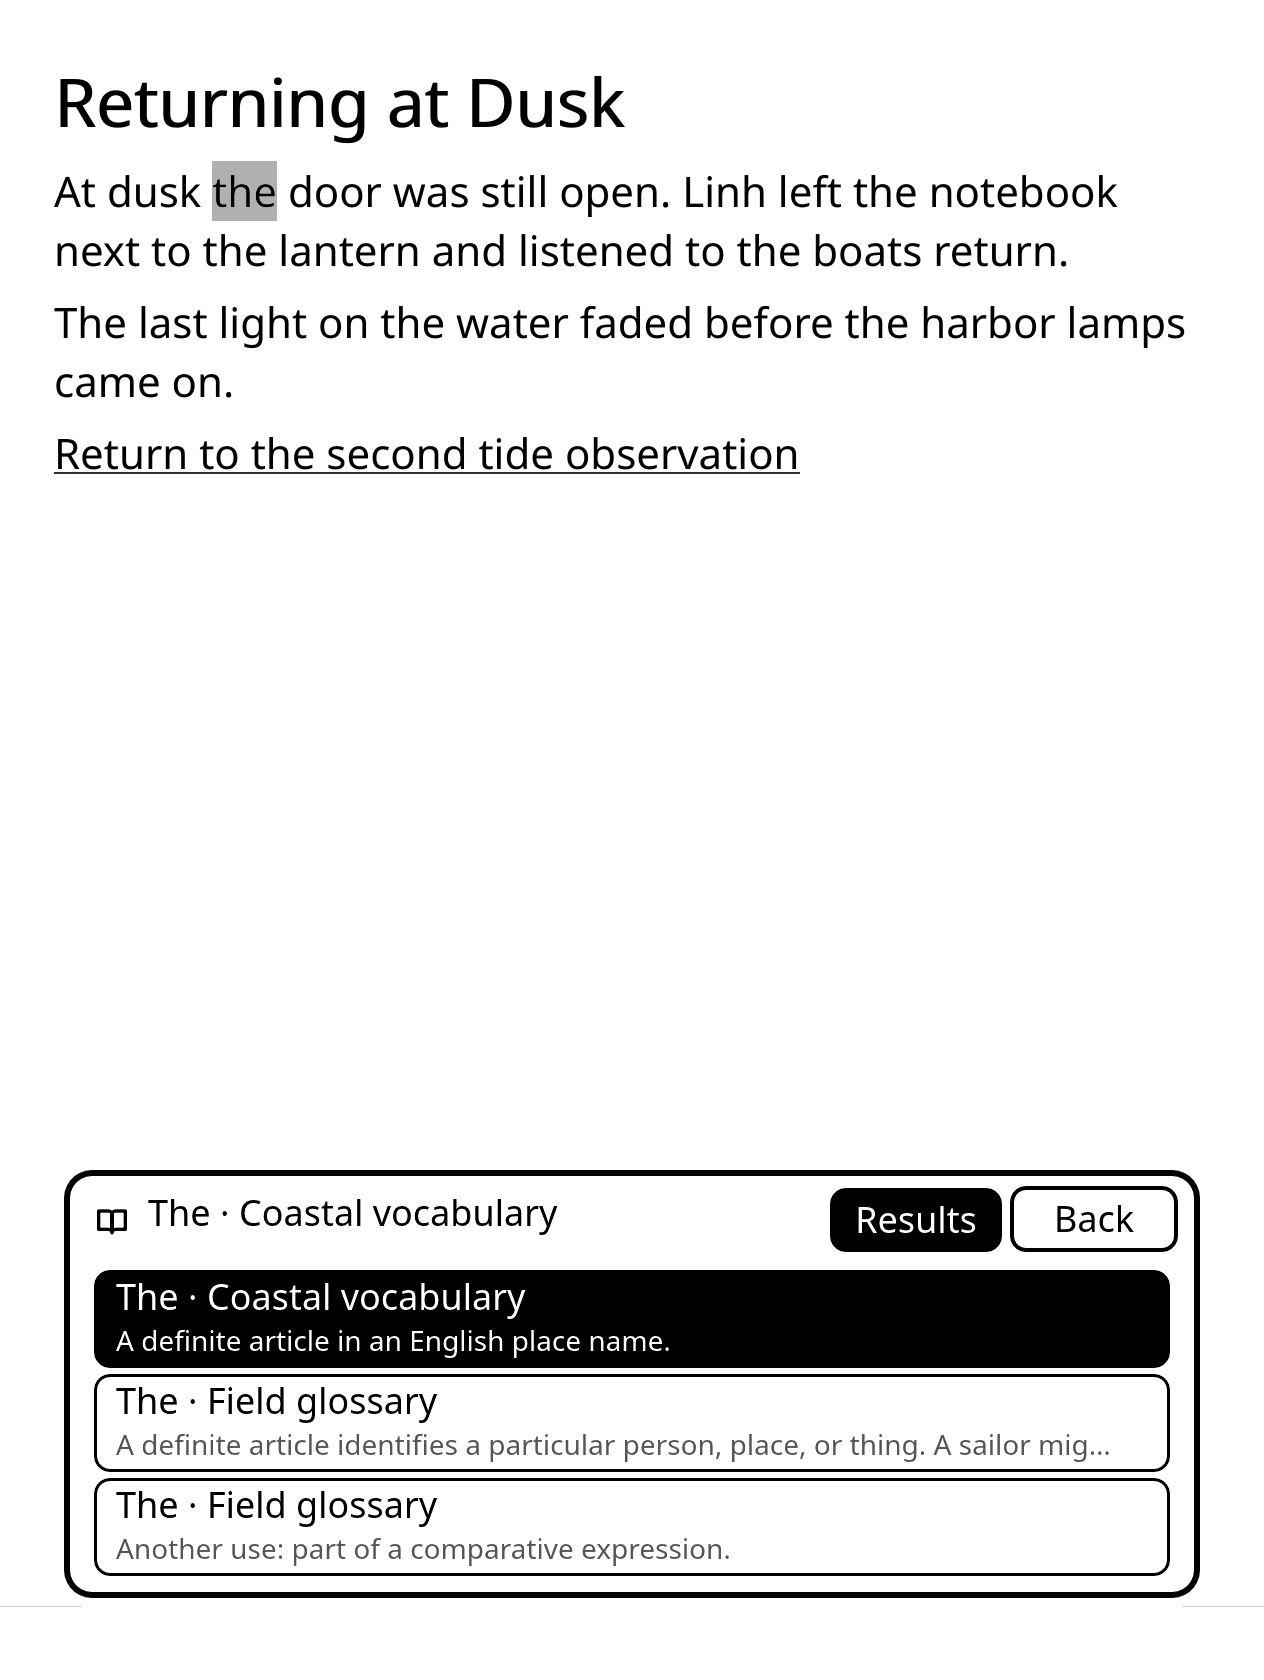 Returning at Dusk
At dusk the door was still open. Linh left the notebook
next to the lantern and listened to the boats return.
The last light on the water faded before the harbor lamps
came on.
Return to the second tide observation
The · Coastal vocabulary
Results
Back
The · Coastal vocabulary
A definite article in an English place name.
The · Field glossary
A definite article identifies a particular person, place, or thing. A sailor mig...
The · Field glossary
Another use: part of a comparative expression.